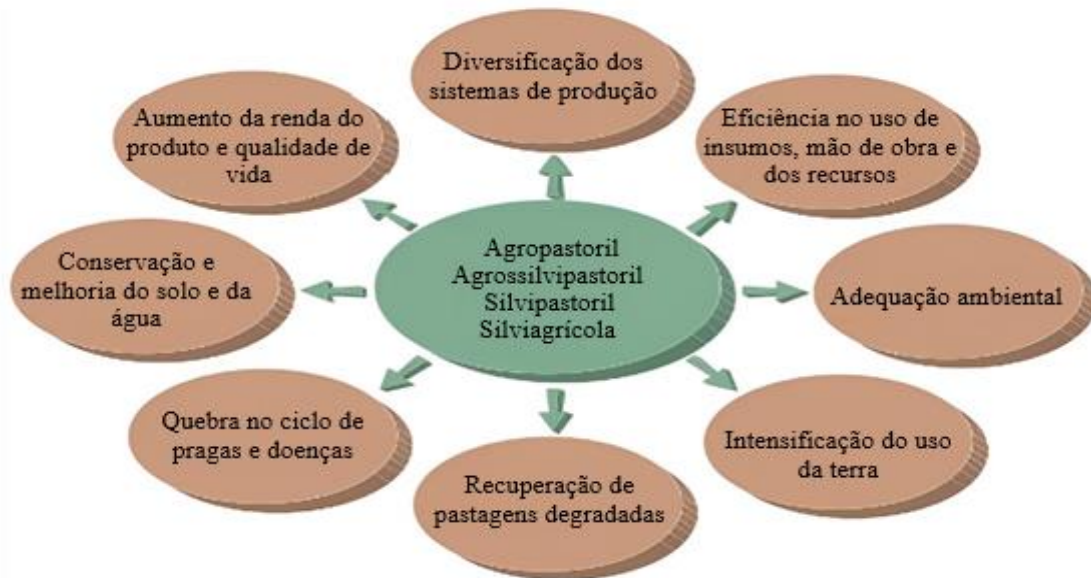 Diversificação dos
sistemas de produção
Aumento da renda do
produto e qualidade de
vida
Eficiência no uso de
insumos, mão de obra e
dos recursos
Agropastoril
Agrossilvipastoril
Silvipastoril
Silviagrícola
Conservação e
melhoria do solo e da
água
Adequação ambiental
Quebra no ciclo de
pragas e doenças
Intensificação do uso
da terra
Recuperação de
pastagens degradadas